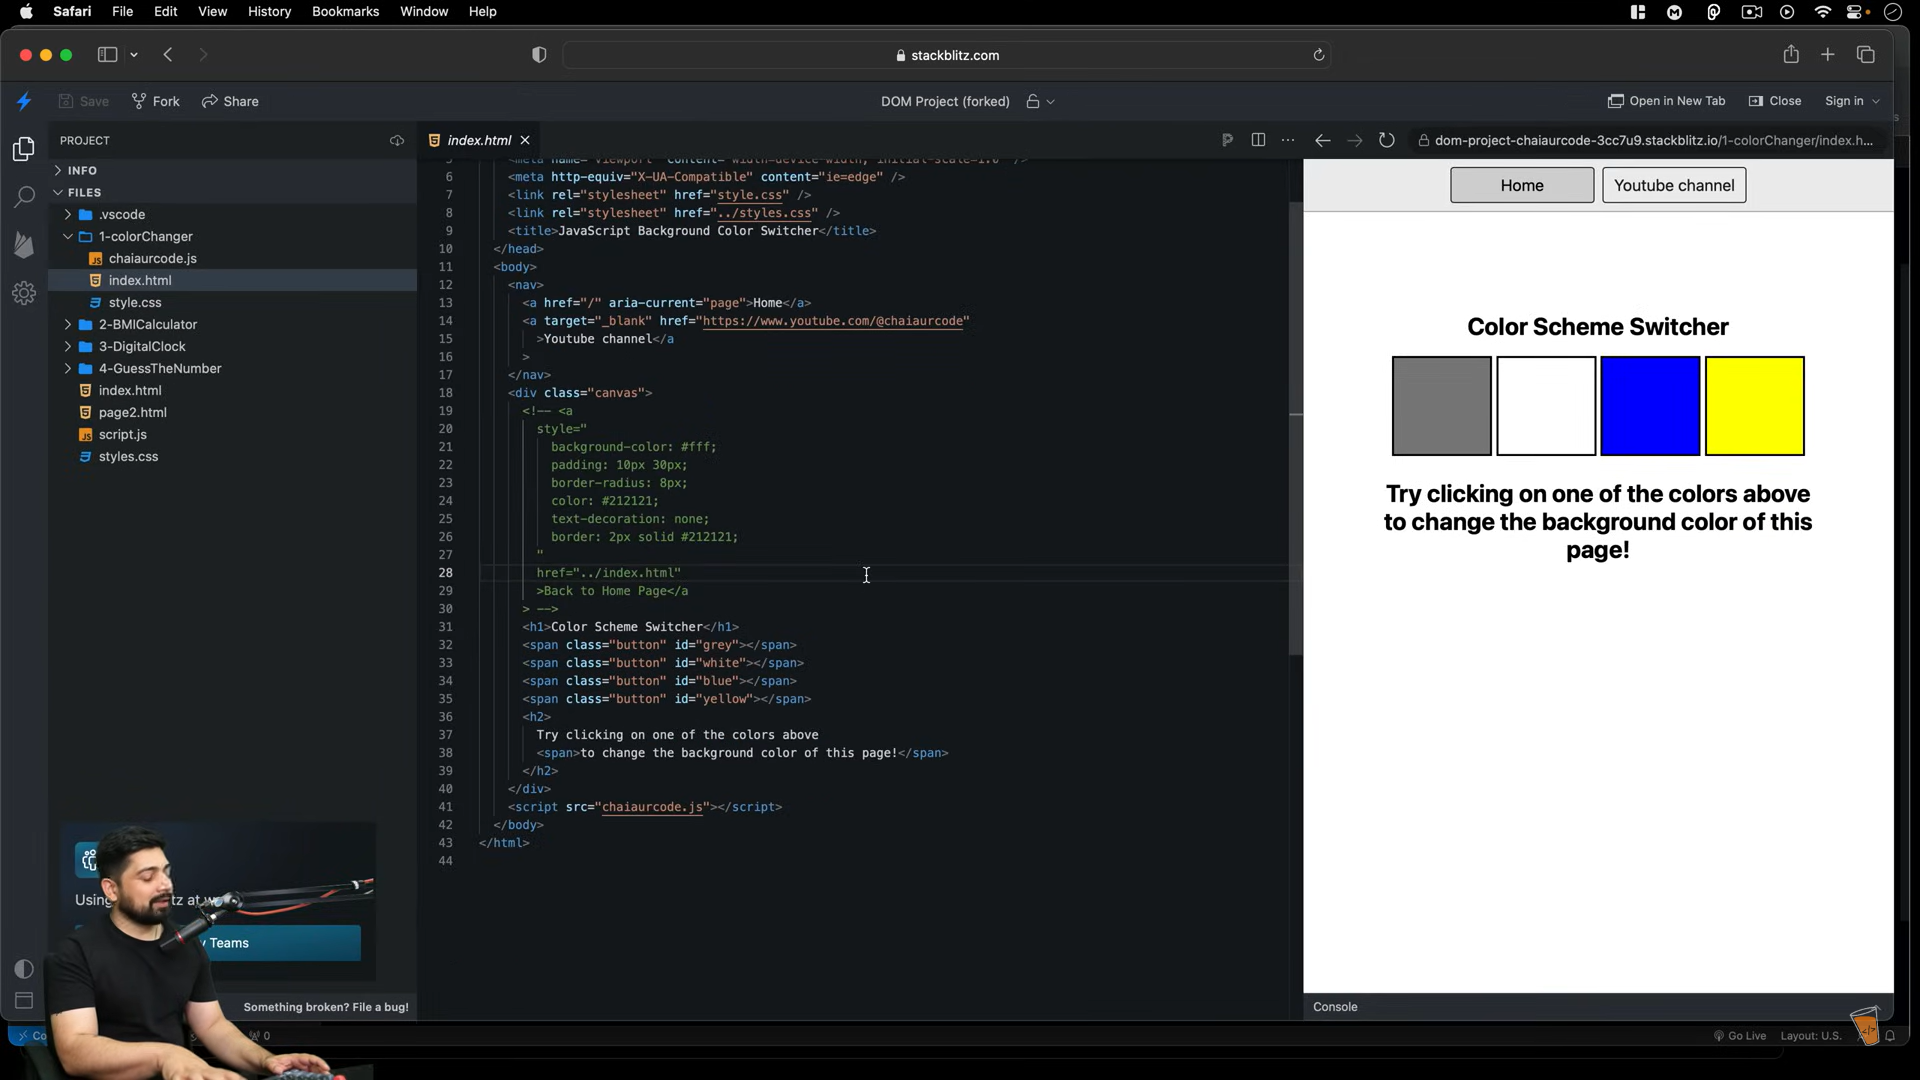 Safari File Edit View History Bookmarks Window Help
stackblitz.com
Save Fork Share DOM Project (forked) Open in New Tab Close Sign in
PROJECT
INFO
FILES
.vscode
1-colorChanger
chaiaurcode.js
index.html
style.css
2-BMICalculator
3-DigitalClock
4-GuessTheNumber
index.html
page2.html
script.js
styles.css
Teams
Something broken? File a bug!
index.html
6 <meta http-equiv="X-UA-Compatible" content="ie=edge" />
7 <link rel="stylesheet" href="style.css" />
8 <link rel="stylesheet" href="../styles.css" />
9 <title>JavaScript Background Color Switcher</title>
10 </head>
11 <body>
12 <nav>
13 <a href="/" aria-current="page">Home</a>
14 <a target="_blank" href="https://www.youtube.com/@chaiaurcode"
15 >Youtube channel</a
16 >
17 </nav>
18 <div class="canvas">
19 <!-- <a
20 style="
21 background-color: #fff;
22 padding: 10px 30px;
23 border-radius: 8px;
24 color: #212121;
25 text-decoration: none;
26 border: 2px solid #212121;
27 "
28 href="../index.html"
29 >Back to Home Page</a
30 > -->
31 <h1>Color Scheme Switcher</h1>
32 <span class="button" id="grey"></span>
33 <span class="button" id="white"></span>
34 <span class="button" id="blue"></span>
35 <span class="button" id="yellow"></span>
36 <h2>
37 Try clicking on one of the colors above
38 <span>to change the background color of this page!</span>
39 </h2>
40 </div>
41 <script src="chaiaurcode.js"></script>
42 </body>
43 </html>
44
dom-project-chaiaurcode-3cc7u9.stackblitz.io/1-colorChanger/index.h...
Home Youtube channel
Color Scheme Switcher
Try clicking on one of the colors above
to change the background color of this
page!
Console
0 Go Live Layout: U.S.